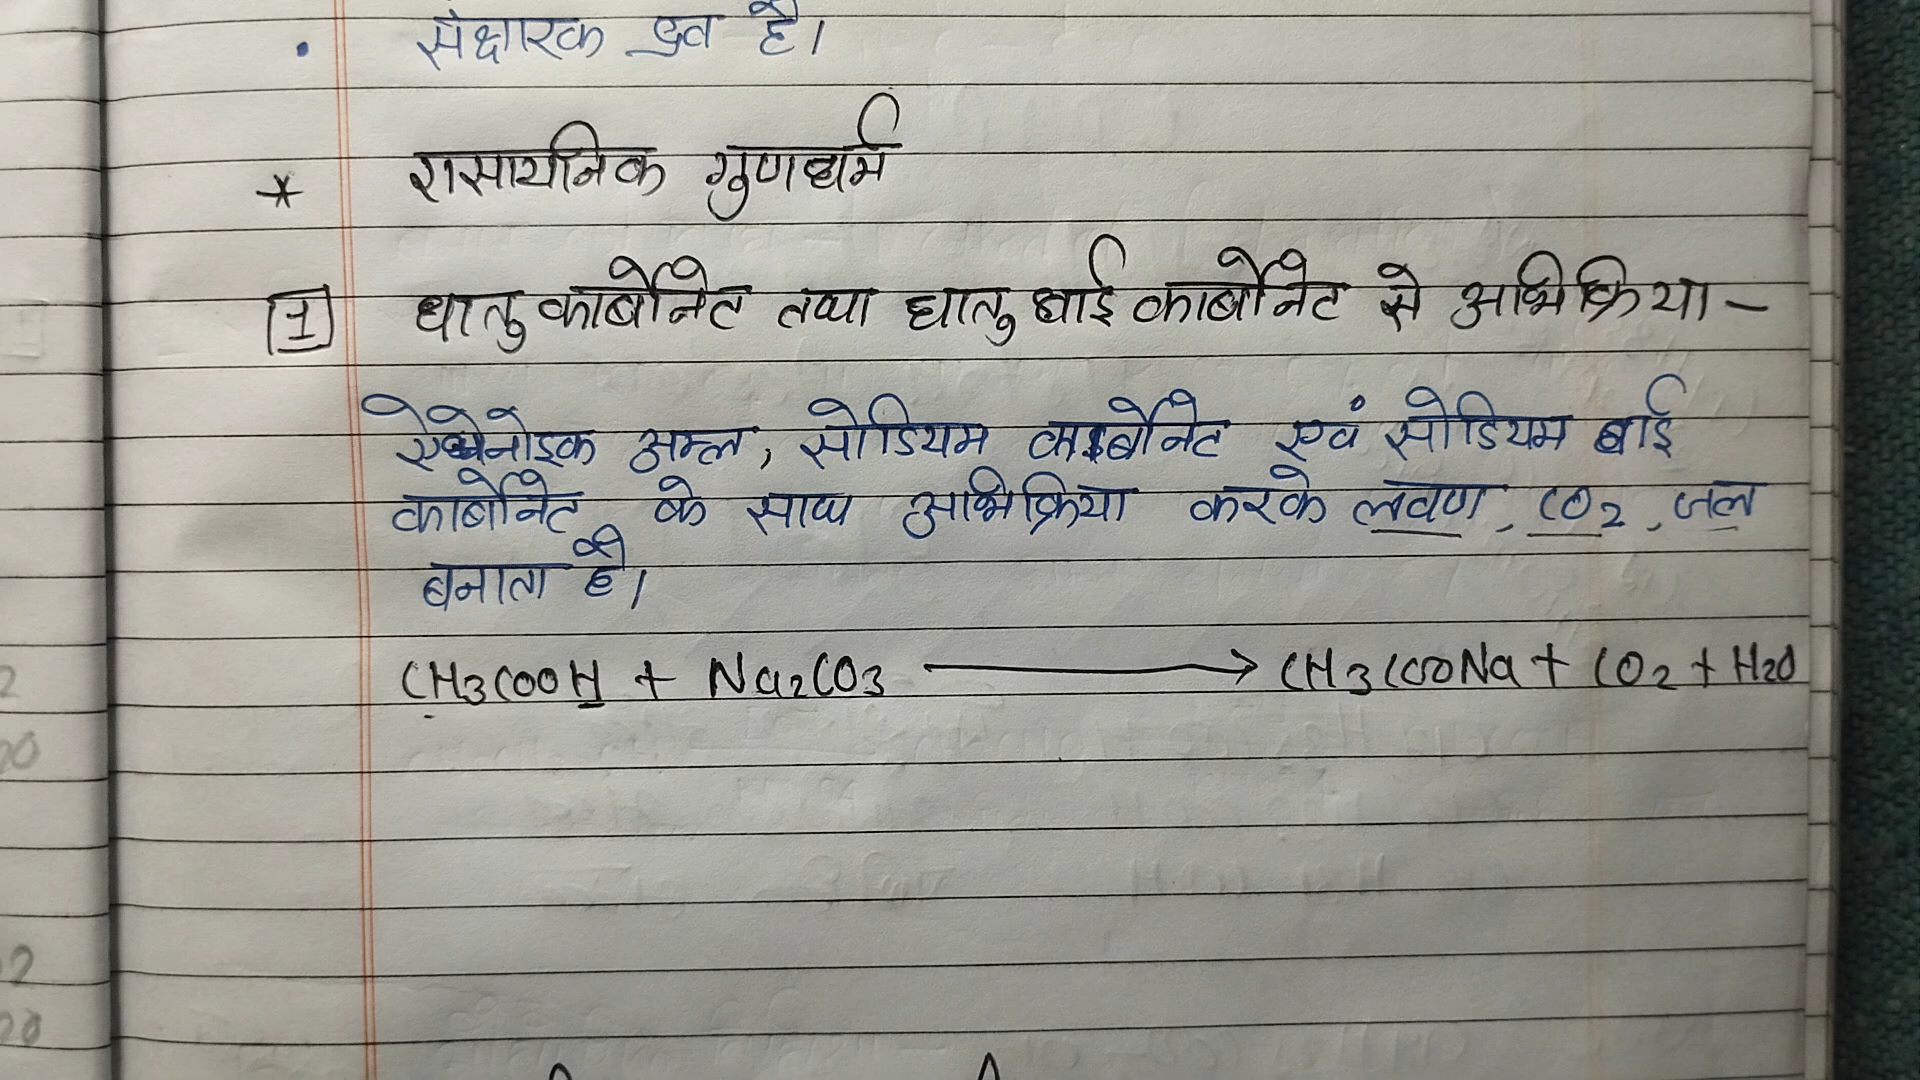 • संक्षारक द्रव है।
* रासायनिक गुणधर्म
1 धातु कार्बोनेट तथा धातु बाई कार्बोनेट से अभिक्रिया -
ऐथेनोइक अम्ल, सोडियम कार्बोनेट एवं सोडियम बाई
कार्बोनेट के साथ अभिक्रिया करके लवण, CO2, जल
बनाता है।
CH3COOH + Na2CO3 ⟶ CH3COONa + CO2 + H2O